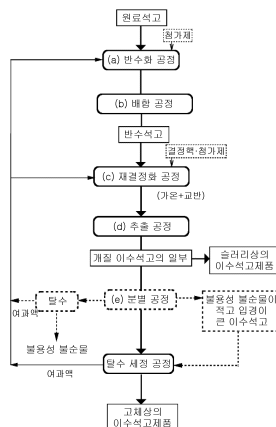 원료석고
첨가제
(a) 반수화 공정
(b) 배합 공정
반수석고
결정핵·첨가제
(c) 재결정화 공정
(가온+교반)
(d) 추출 공정
개질 이수석고의 일부
슬러리상의
이수석고제품
탈수
(e) 분별 공정
불용성 불순물이
적고 입경이
큰 이수석고
여과액
불용성 불순물
여과액
탈수 세정 공정
고체상의
이수석고제품